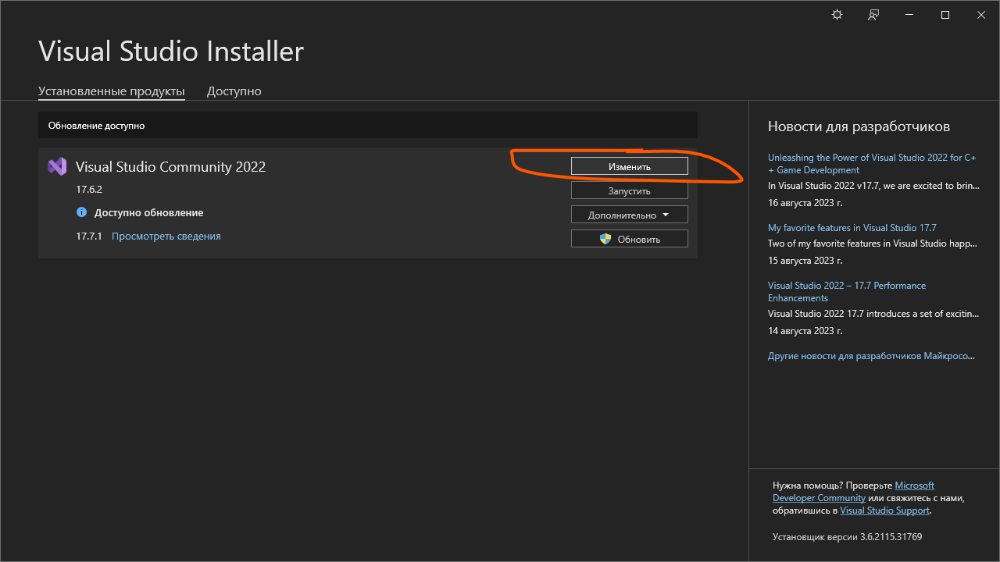 Visual Studio Installer
Установленные продукты
Доступно
Обновление доступно
Visual Studio Community 2022
17.6.2
Доступно обновление
17.7.1 Просмотреть сведения
Изменить
Запустить
Дополнительно
Обновить
Новости для разработчиков
Unleashing the Power of Visual Studio 2022 for C+
+ Game Development
In Visual Studio 2022 v17.7, we are excited to brin...
16 августа 2023 г.
My favorite features in Visual Studio 17.7
Two of my favorite features in Visual Studio happ...
15 августа 2023 г.
Visual Studio 2022 – 17.7 Performance
Enhancements
Visual Studio 2022 17.7 introduces a set of excitin...
14 августа 2023 г.
Другие новости для разработчиков Майкросо...
Нужна помощь? Проверьте Microsoft
Developer Community или свяжитесь с нами,
обратившись в Visual Studio Support.
Установщик версии 3.6.2115.31769